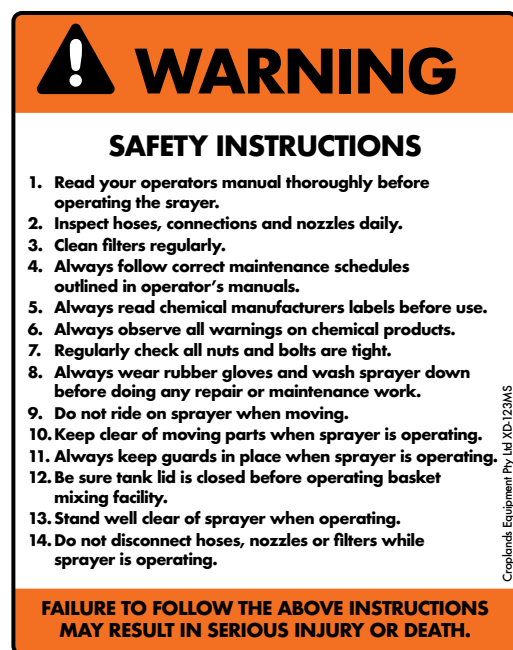 WARNING
SAFETY INSTRUCTIONS
1. Read your operators manual thoroughly before
operating the srayer.
2. Inspect hoses, connections and nozzles daily.
3. Clean filters regularly.
4. Always follow correct maintenance schedules
outlined in operator’s manuals.
5. Always read chemical manufacturers labels before use.
6. Always observe all warnings on chemical products.
7. Regularly check all nuts and bolts are tight.
8. Always wear rubber gloves and wash sprayer down
before doing any repair or maintenance work.
9. Do not ride on sprayer when moving.
10. Keep clear of moving parts when sprayer is operating.
11. Always keep guards in place when sprayer is operating.
12. Be sure tank lid is closed before operating basket
mixing facility.
13. Stand well clear of sprayer when operating.
14. Do not disconnect hoses, nozzles or filters while
sprayer is operating.
Croplands Equipment Pty Ltd XD-123MS
FAILURE TO FOLLOW THE ABOVE INSTRUCTIONS
MAY RESULT IN SERIOUS INJURY OR DEATH.